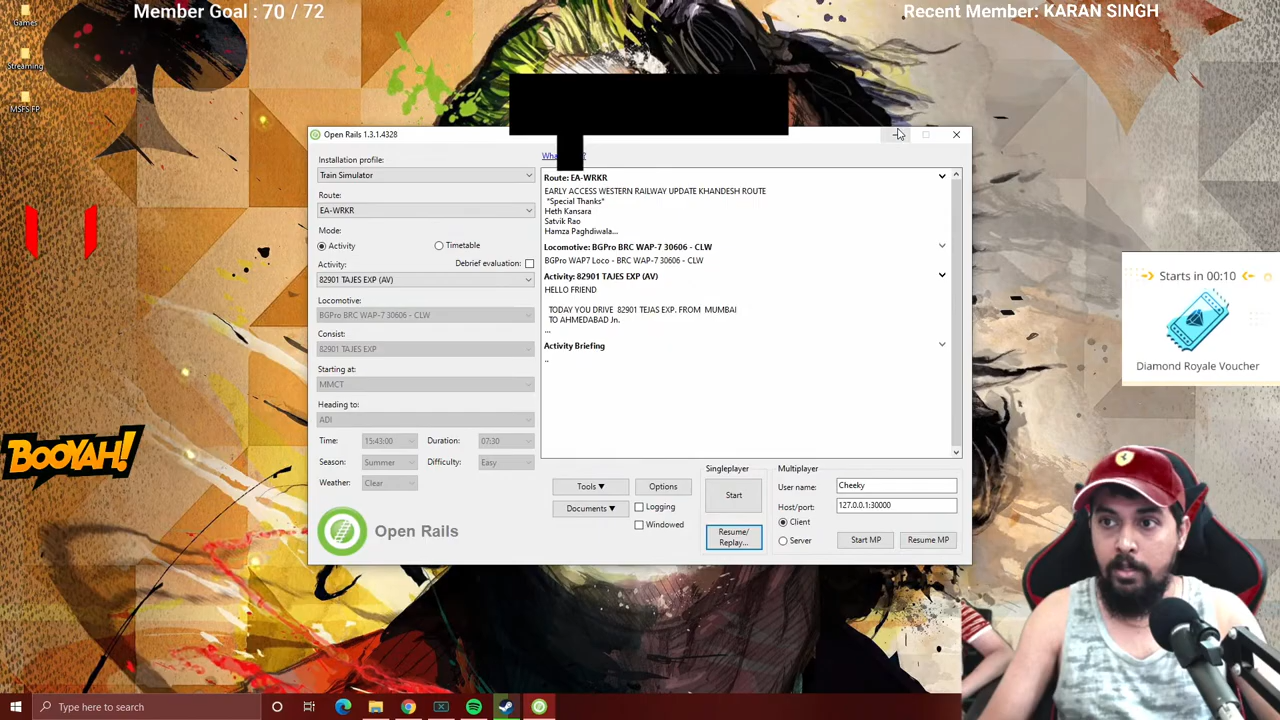 Member Goal : 70 / 72
Recent Member: KARAN SINGH
Games
Streaming
MSFS FP
Open Rails 1.3.1.4328
Installation profile:
Train Simulator
Route:
EA-WRKR
Mode:
Activity
Timetable
Activity:
Debrief evaluation:
82901 TAJES EXP (AV)
Locomotive:
BGPro BRC WAP-7 30606 - CLW
Consist:
82901 TAJES EXP
Starting at:
MMCT
Heading to:
ADI
Time:
15:43:00
Duration:
07:30
Season:
Summer
Difficulty:
Easy
Weather:
Clear
Open Rails
Route: EA-WRKR
EARLY ACCESS WESTERN RAILWAY UPDATE KHANDESH ROUTE
*Special Thanks*
Heth Kansara
Satvik Rao
Hamza Paghdiwala...
Locomotive: BGPro BRC WAP-7 30606 - CLW
BGPro WAP7 Loco - BRC WAP-7 30606 - CLW
Activity: 82901 TAJES EXP (AV)
HELLO FRIEND
TODAY YOU DRIVE 82901 TEJAS EXP. FROM MUMBAI
TO AHMEDABAD Jn.
...
Activity Briefing
..
Tools
Options
Documents
Logging
Windowed
Singleplayer
Start
Resume/
Replay...
Multiplayer
User name:
Cheeky
Host/port:
127.0.0.1:30000
Client
Server
Start MP
Resume MP
Starts in 00:10
Diamond Royale Voucher
BOOYAH!
Type here to search